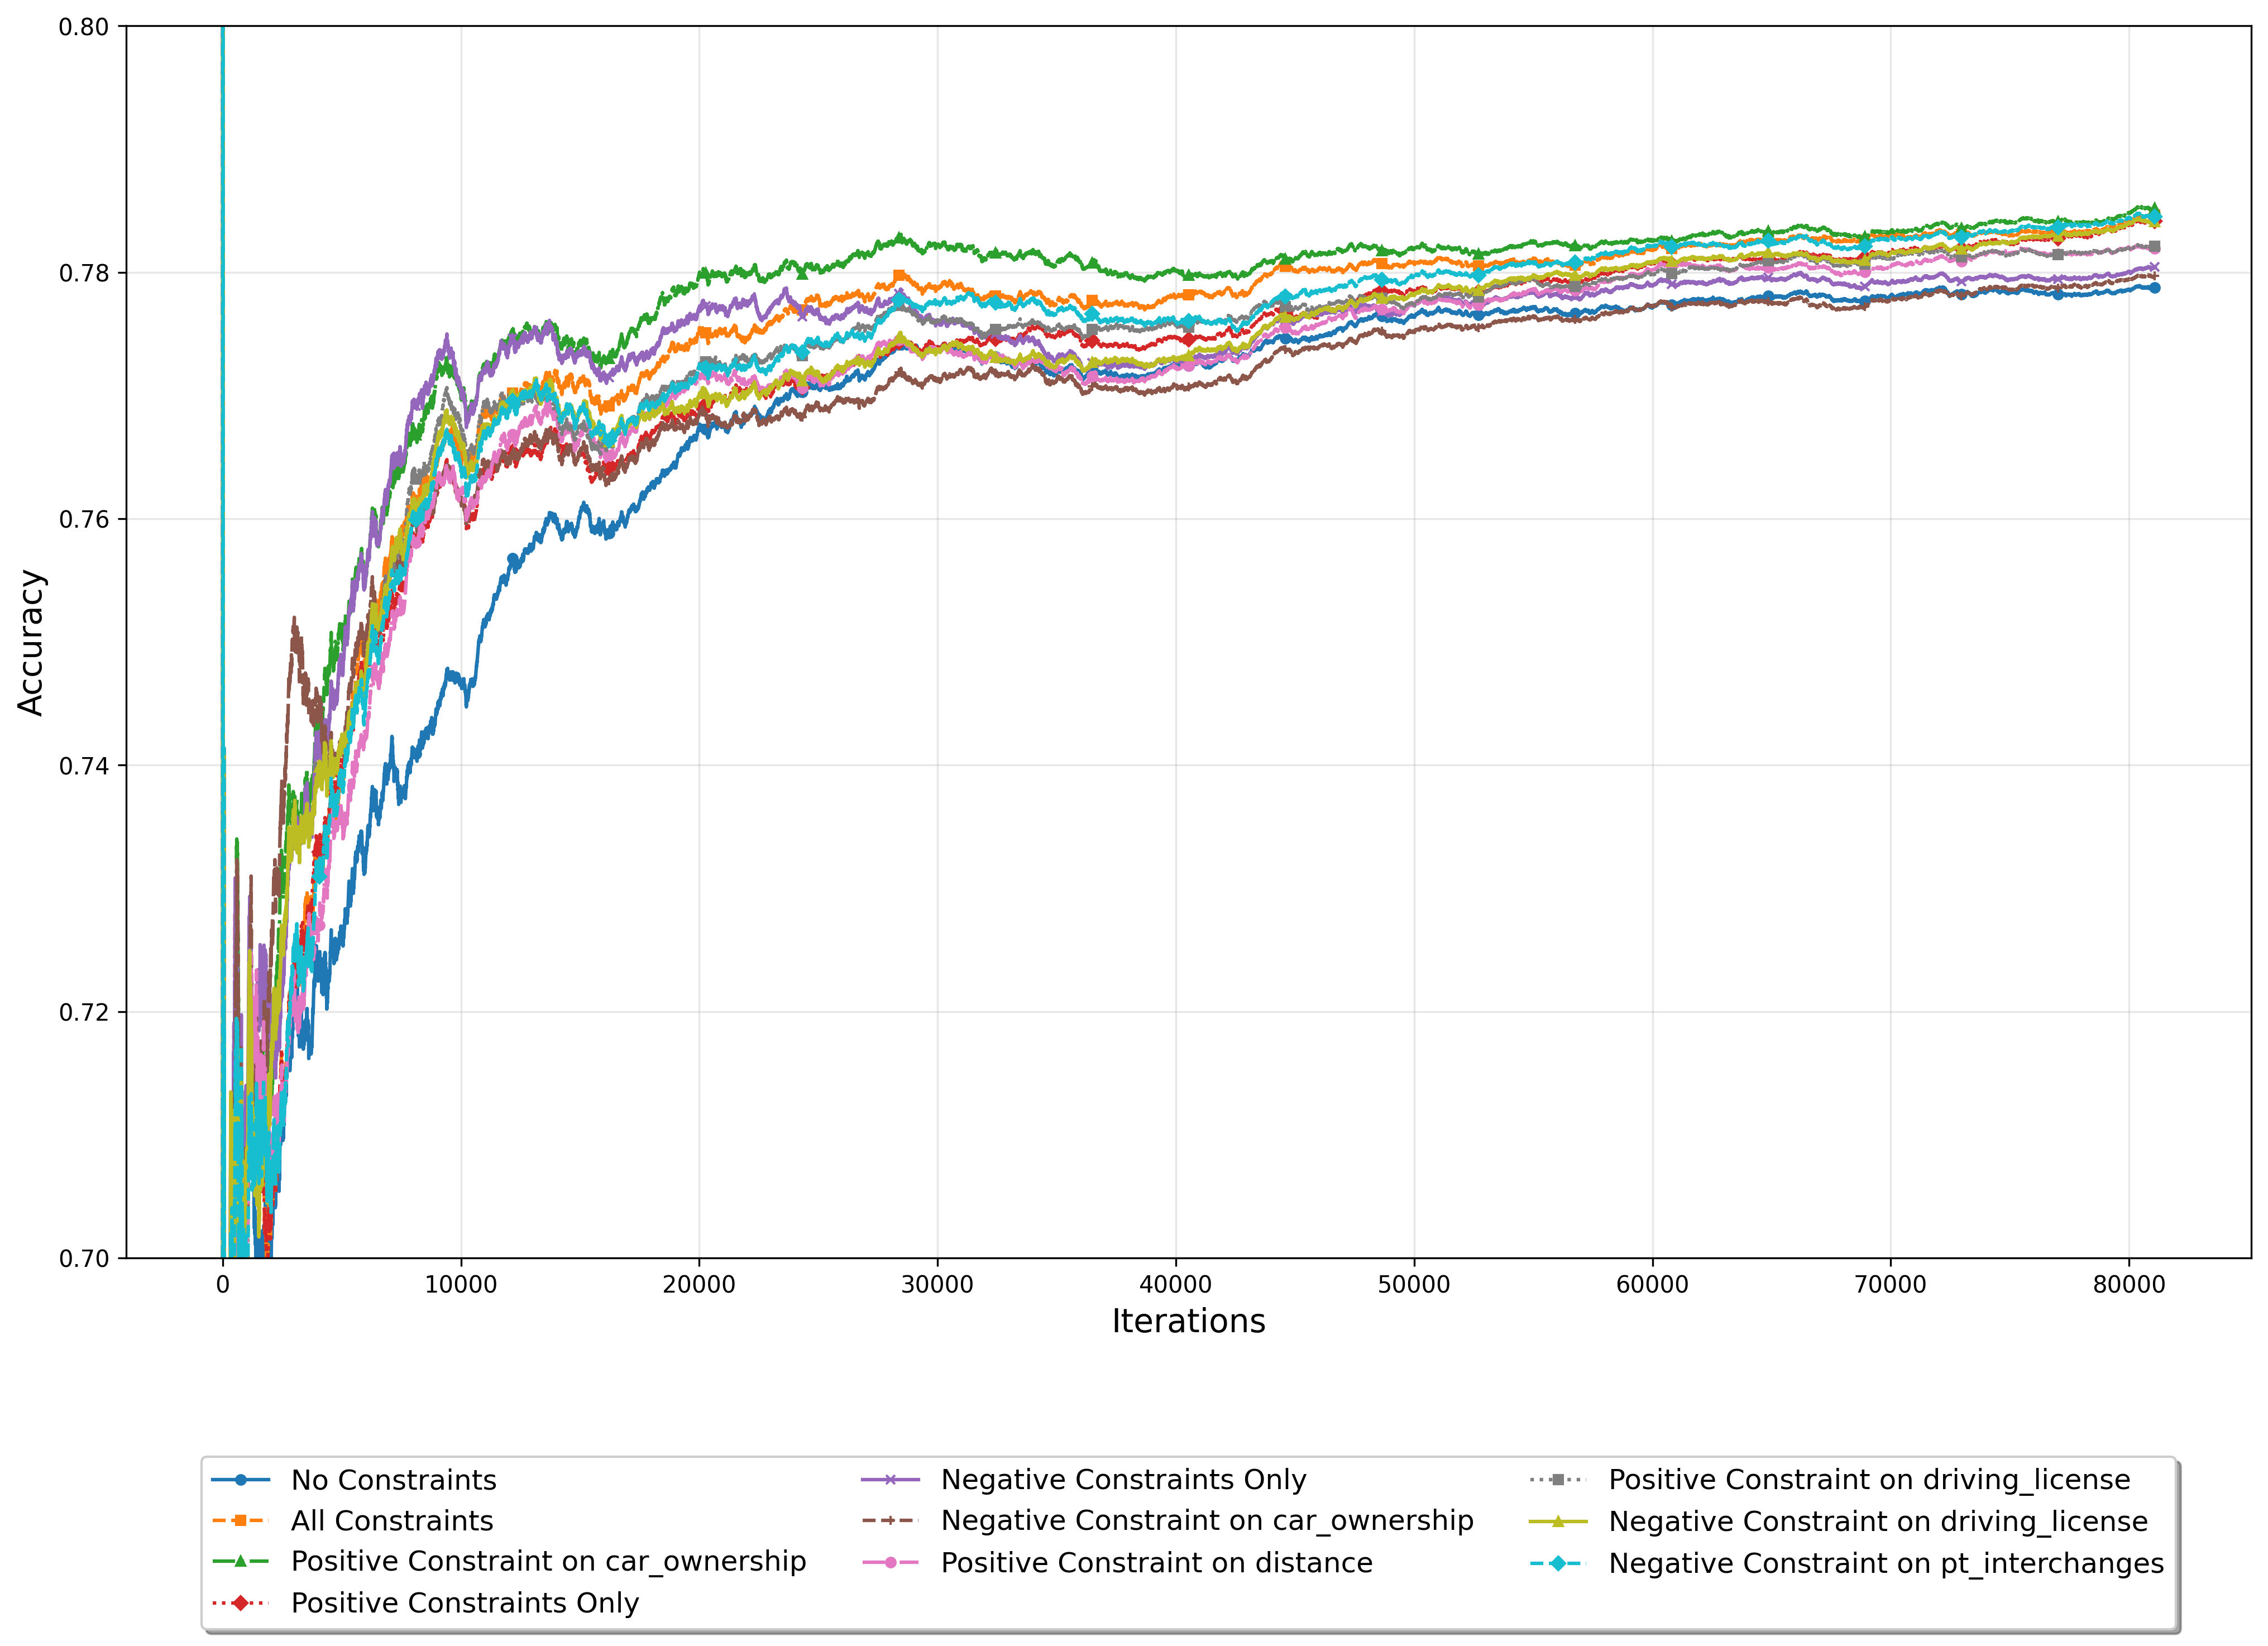 0.80
0.78
0.76
0.74
0.72
0.70
Accuracy
0 10000 20000 30000 40000 50000 60000 70000 80000
Iterations
No Constraints
All Constraints
Positive Constraint on car_ownership
Positive Constraints Only
Negative Constraints Only
Negative Constraint on car_ownership
Positive Constraint on distance
Positive Constraint on driving_license
Negative Constraint on driving_license
Negative Constraint on pt_interchanges